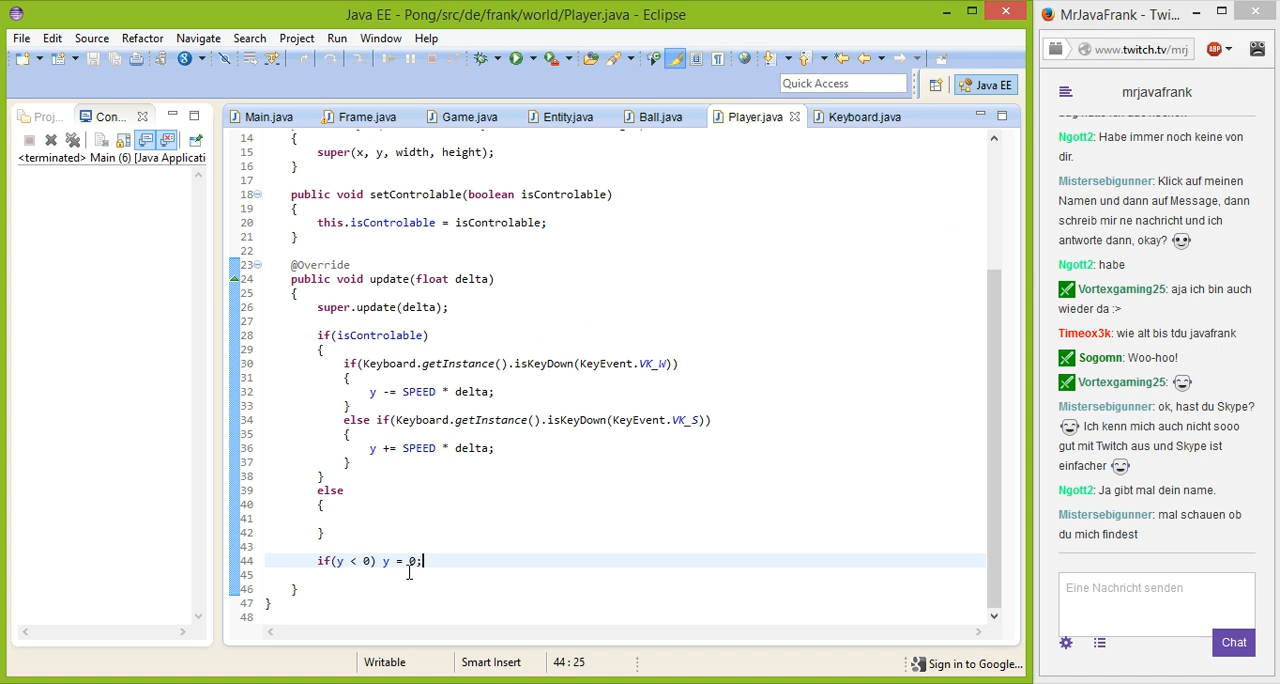 Java EE - Pong/src/de/frank/world/Player.java - Eclipse
File Edit Source Refactor Navigate Search Project Run Window Help
Quick Access
Java EE
Proj... Con...
<terminated> Main (6) [Java Applicati
Main.java Frame.java Game.java Entity.java Ball.java Player.java Keyboard.java
14 {
15 super(x, y, width, height);
16 }
17
18 public void setControlable(boolean isControlable)
19 {
20 this.isControlable = isControlable;
21 }
22
23 @Override
24 public void update(float delta)
25 {
26 super.update(delta);
27
28 if(isControlable)
29 {
30 if(Keyboard.getInstance().isKeyDown(KeyEvent.VK_W))
31 {
32 y -= SPEED * delta;
33 }
34 else if(Keyboard.getInstance().isKeyDown(KeyEvent.VK_S))
35 {
36 y += SPEED * delta;
37 }
38 }
39 else
40 {
41
42 }
43
44 if(y < 0) y = 0;
45
46 }
47 }
48
Writable Smart Insert 44 : 25 Sign in to Google...
MrJavaFrank - Twi...
www.twitch.tv/mrj
ABP
mrjavafrank
Ngott2: Habe immer noch keine von
dir.
Mistersebigunner: Klick auf meinen
Namen und dann auf Message, dann
schreib mir ne nachricht und ich
antworte dann, okay?
Ngott2: habe
Vortexgaming25: aja ich bin auch
wieder da :>
Timeox3k: wie alt bis tdu javafrank
Sogomn: Woo-hoo!
Vortexgaming25:
Mistersebigunner: ok, hast du Skype?
Ich kenn mich auch nicht sooo
gut mit Twitch aus und Skype ist
einfacher
Ngott2: Ja gibt mal dein name.
Mistersebigunner: mal schauen ob
du mich findest
Eine Nachricht senden
Chat